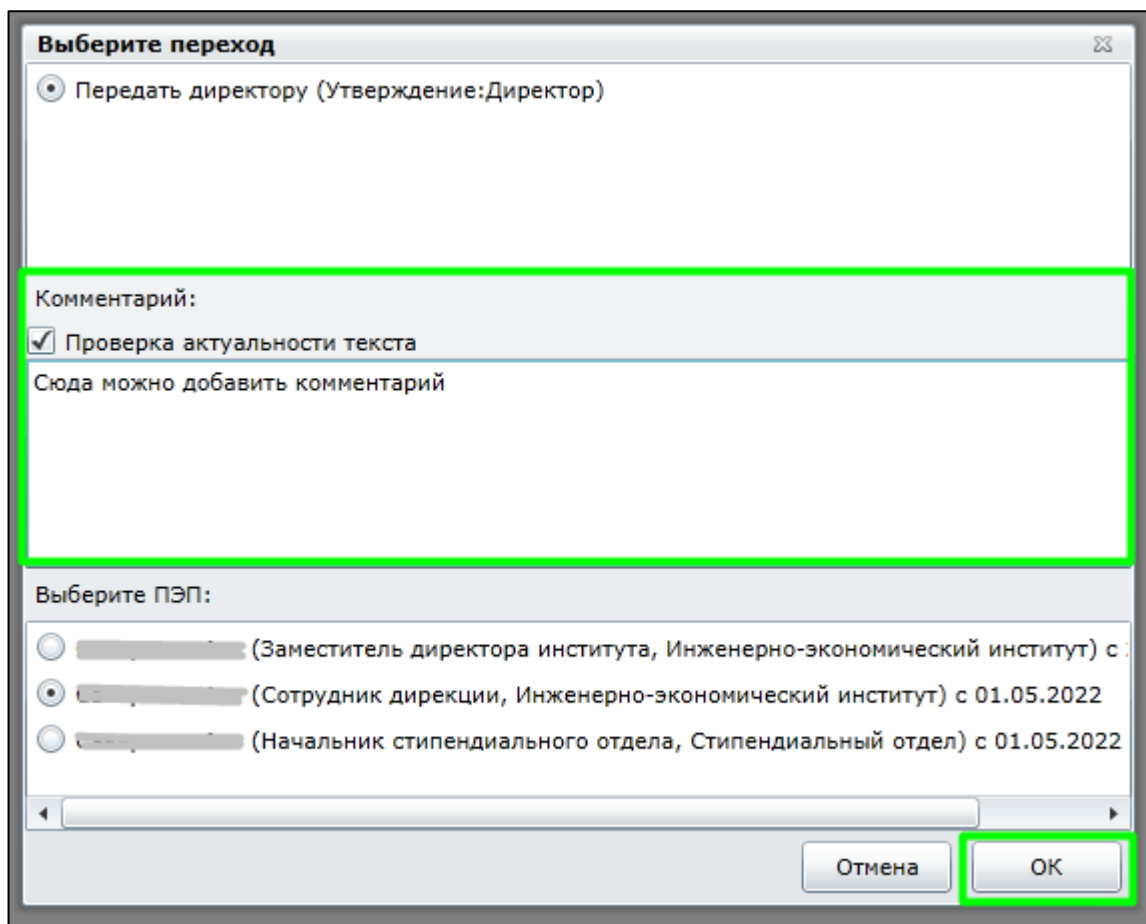 Выберите переход
Передать директору (Утверждение:Директор)
Комментарий:
Проверка актуальности текста
Сюда можно добавить комментарий
Выберите ПЭП:
(Заместитель директора института, Инженерно-экономический институт) с
(Сотрудник дирекции, Инженерно-экономический институт) с 01.05.2022
(Начальник стипендиального отдела, Стипендиальный отдел) с 01.05.2022
Отмена
ОК